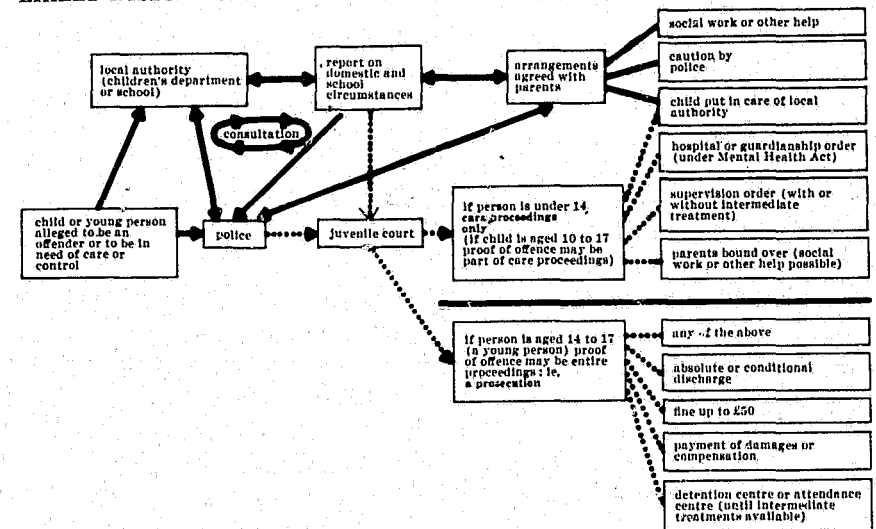 local authority
(children's department
or school)
report on
domestic and
school
circumstances
arrangements
agreed with
parents
social work or other help
caution by
police
child put in care of local
authority
hospital or guardianship order
(under Mental Health Act)
supervision order (with or
without intermediate
treatment)
parents bound over (social
work or other help possible)
consultation
child or young person
alleged to be an
offender or to be in
need of care or
control
police
juvenile court
if person is under 14
care proceedings
only
(if child is aged 10 to 17
proof of offence may be
part of care proceedings)
if person is aged 14 to 17
(a young person) proof
of offence may be entire
proceedings: ie.
a prosecution
any of the above
absolute or conditional
discharge
fine up to £50
payment of damages or
compensation
detention centre or attendance
centre (until intermediate
treatments available)